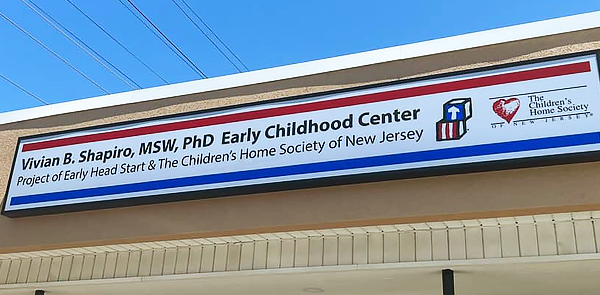 Vivian B. Shapiro, MSW, PhD Early Childhood Center
Project of Early Head Start & The Children's Home Society of New Jersey
The
Children's
Home Society
OF NEW JERSEY